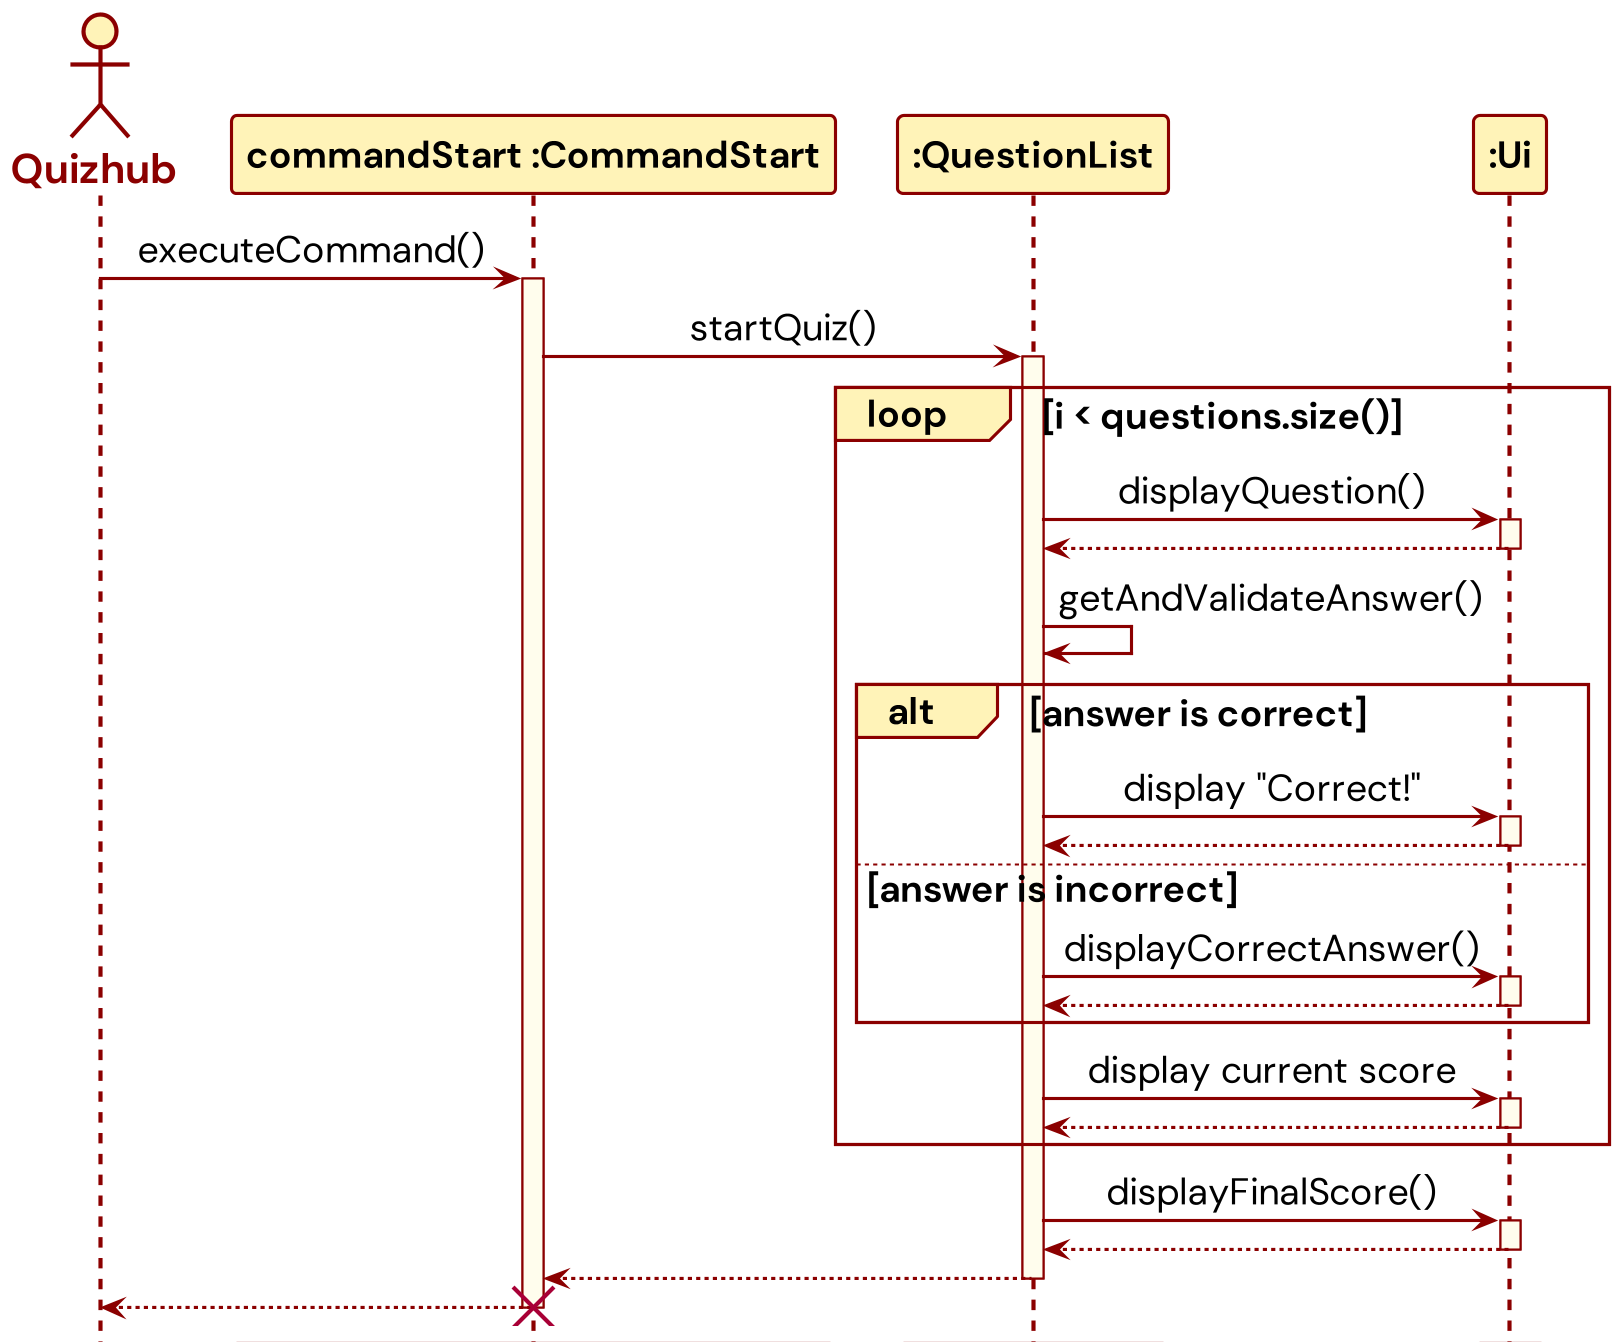 Quizhub
commandStart :CommandStart
:QuestionList
:Ui
executeCommand()
startQuiz()
loop
[i < questions.size()]
displayQuestion()
getAndValidateAnswer()
alt
[answer is correct]
display "Correct!"
[answer is incorrect]
displayCorrectAnswer()
display current score
displayFinalScore()